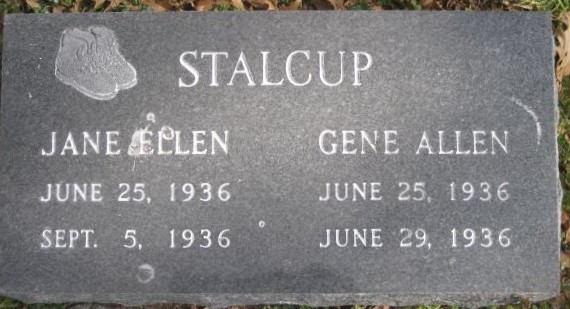 STALCUP
JANE ELLEN
JUNE 25, 1936
SEPT. 5, 1936
GENE ALLEN
JUNE 25, 1936
JUNE 29, 1936